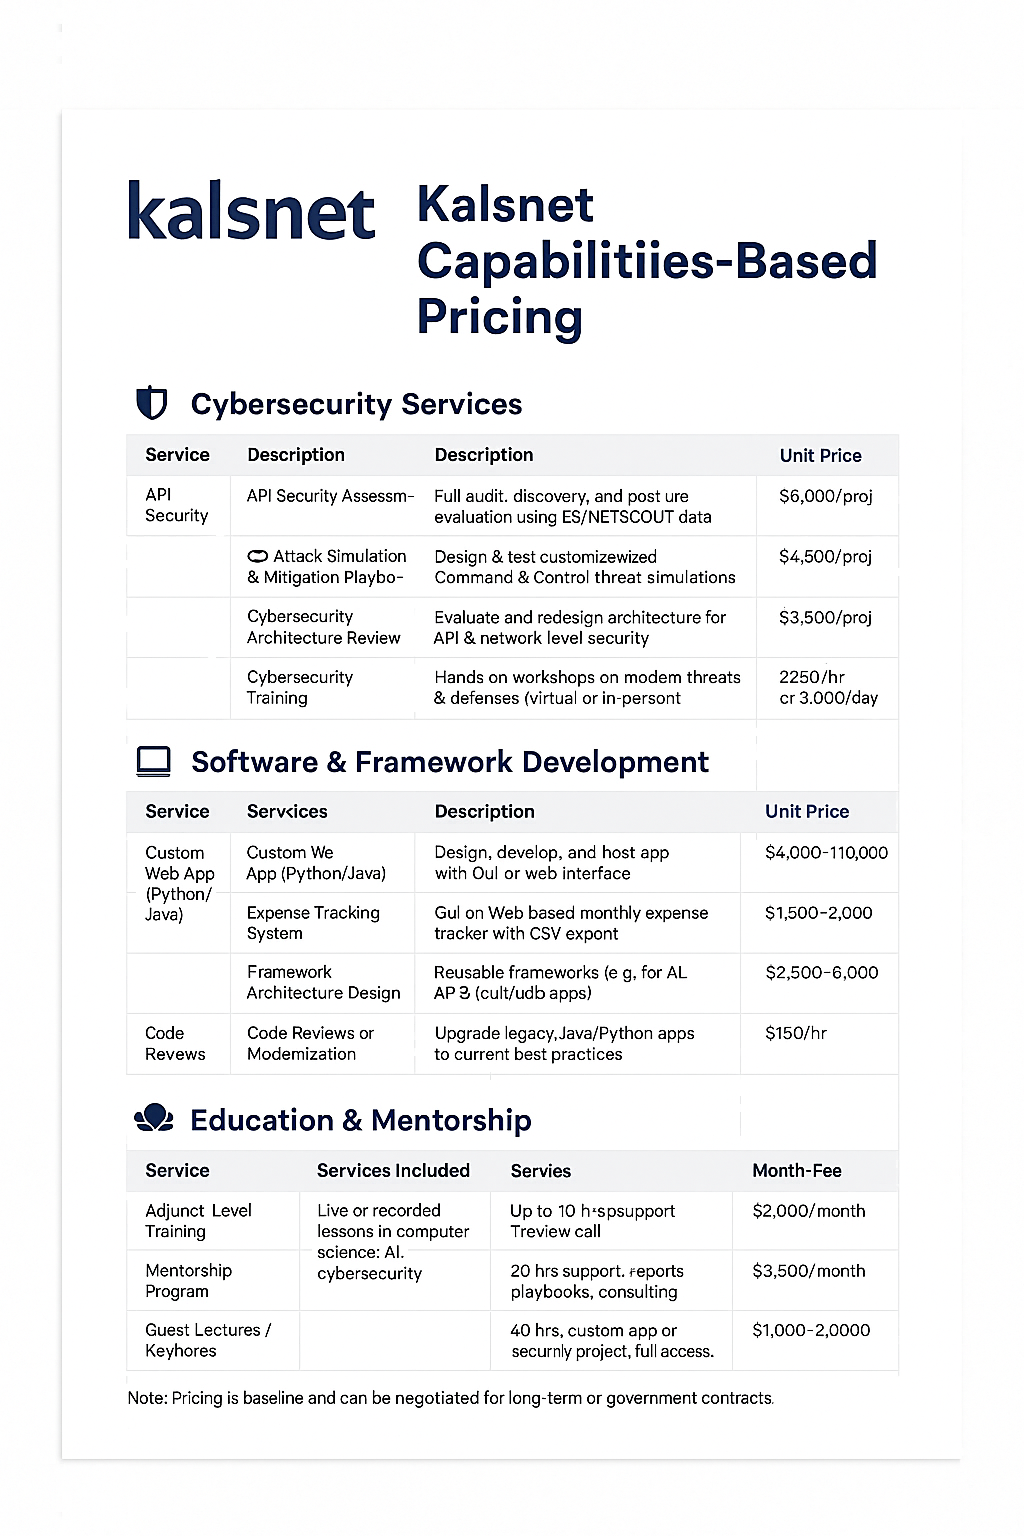 kalsnet
Kalsnet
Capabilitiies-Based
Pricing
Cybersecurity Services
Service Description Description Unit Price
API
Security
API Security Assessm-
Full audit. discovery, and post ure
evaluation using ES/NETSCOUT data
$6,000/proj
Attack Simulation
& Mitigation Playbo-
Design & test customizewized
Command & Control threat simulations
$4,500/proj
Cybersecurity
Architecture Review
Evaluate and redesign architecture for
API & network level security
$3,500/proj
Cybersecurity
Training
Hands on workshops on modem threats
& defenses (virtual or in-persont
2250/hr
cr 3.000/day
Software & Framework Development
Service Services Description Unit Price
Custom
Web App
(Python/
Java)
Custom We
App (Python/Java)
Design, develop, and host app
with Oul or web interface
$4,000-110,000
Expense Tracking
System
Gul on Web based monthly expense
tracker with CSV expont
$1,500-2,000
Framework
Architecture Design
Reusable frameworks (e g, for AL
AP 3 (cult/udb apps)
$2,500-6,000
Code
Revews
Code Reviews or
Modemization
Upgrade legacy,Java/Python apps
to current best practices
$150/hr
Education & Mentorship
Service Services Included Servies Month-Fee
Adjunct Level
Training
Live or recorded
lessons in computer
science: AI.
cybersecurity
Up to 10 hspsupport
Treview call
$2,000/month
Mentorship
Program
20 hrs support. reports
playbooks, consulting
$3,500/month
Guest Lectures /
Keyhores
40 hrs, custom app or
securnly project, full access.
$1,000-2,0000
Note: Pricing is baseline and can be negotiated for long-term or government contracts.